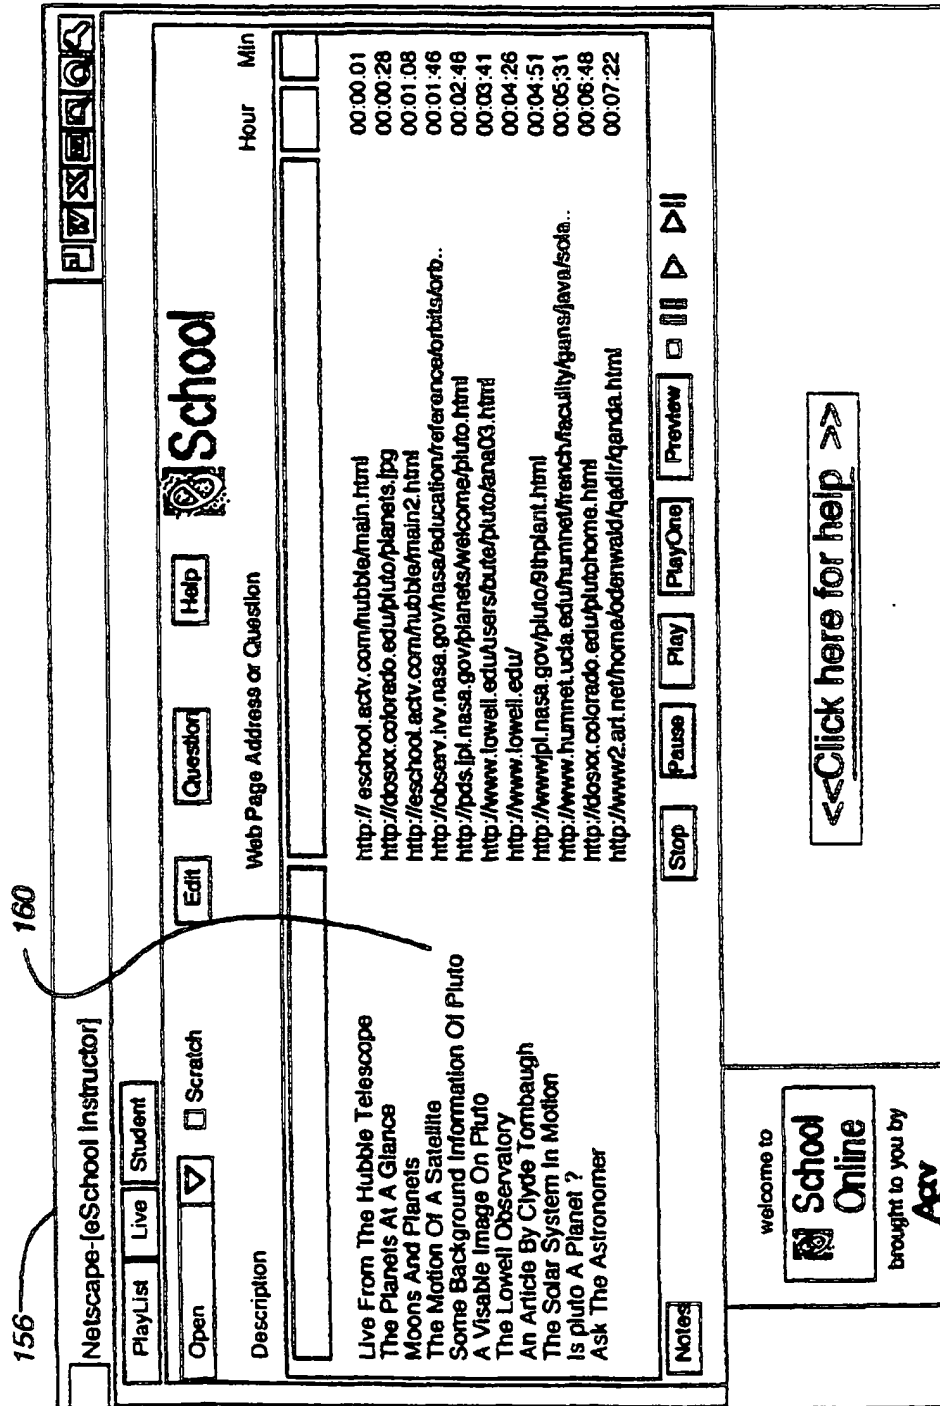 156
160
Netscape-[eSchool Instructor]
PlayList Live Student
Open Scratch Edit Question Help School
Description Web Page Address or Question Hour Min
Live From The Hubble Telescope http:// eschool.actv.com/hubble/main.html 00:00.01
The Planets At A Glance http://dosxx.colorado.edu/pluto/planets.jpg 00:00:28
Moons And Planets http://eschool.actv.com/hubble/main2.html 00:01:08
The Motion Of A Satellite http://observ.ivv.nasa.gov/nasa/education/reference/orbits/orb.. 00:01:46
Some Background Information Of Pluto http://pds.jpl.nasa.gov/planets/welcome/pluto.html 00:02:46
A Visable Image On Pluto http://www.lowell.edu/users/bute/pluto/ana03.html 00:03:41
The Lowell Observatory http://www.lowell.edu/ 00:04:26
An Article By Clyde Tombaugh http://wwwjpl.nasa.gov/pluto/9thplant.html 00:04:51
The Solar System In Motion http://www.humnet.ucla.edu/humnet/french/faculity/gans/java/sola.. 00:05:31
Is pluto A Planet ? http://dosxx.colorado.edu/plutohome.html 00:06:48
Ask The Astronomer http://www2.ari.net/home/odenwald/qadir/qanda.html 00:07:22
Notes Stop Pause Play PlayOne Preview
welcome to
School
Online
brought to you by
Actv
<<Click here for help >>